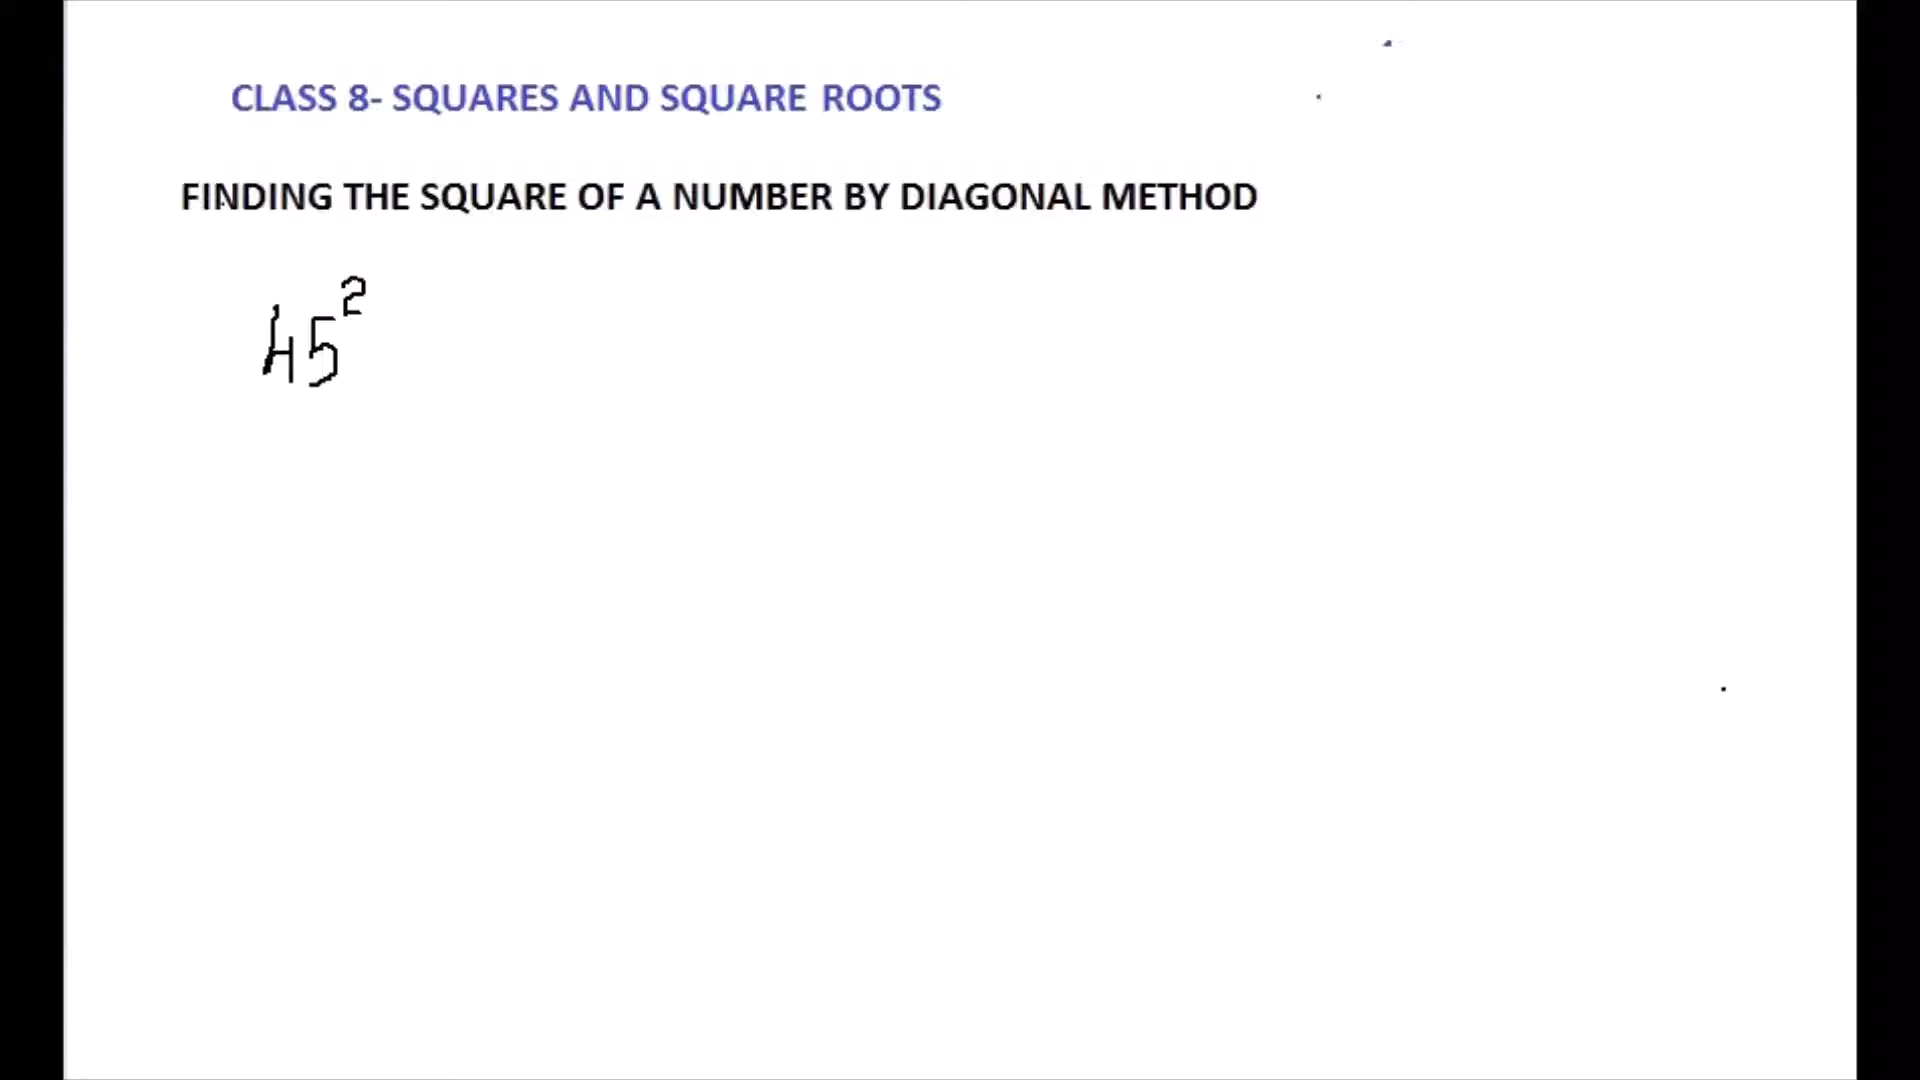 CLASS 8- SQUARES AND SQUARE ROOTS
FINDING THE SQUARE OF A NUMBER BY DIAGONAL METHOD
45²